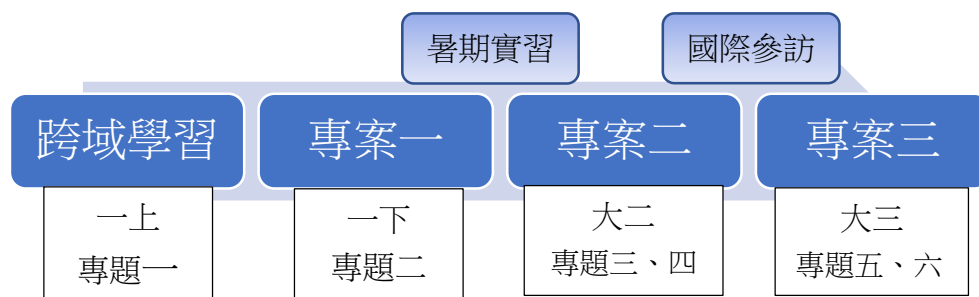 暑期實習
國際參訪
跨域學習
專案一
專案二
專案三
一上
專題一
一下
專題二
大二
專題三、四
大三
專題五、六